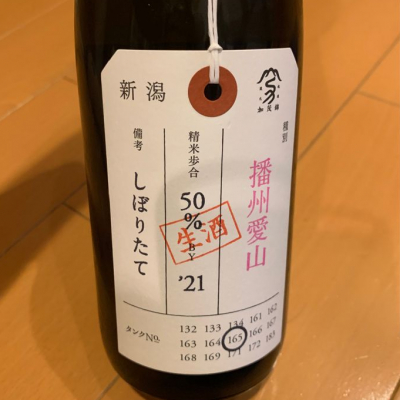 加茂錦
種別
播州愛山
精米歩合
50%
BY
'21
生酒
新潟
備考
しぼりたて
タンクNo.
132 133 134 161 162
163 164 165 166 167
168 169 171 172 183